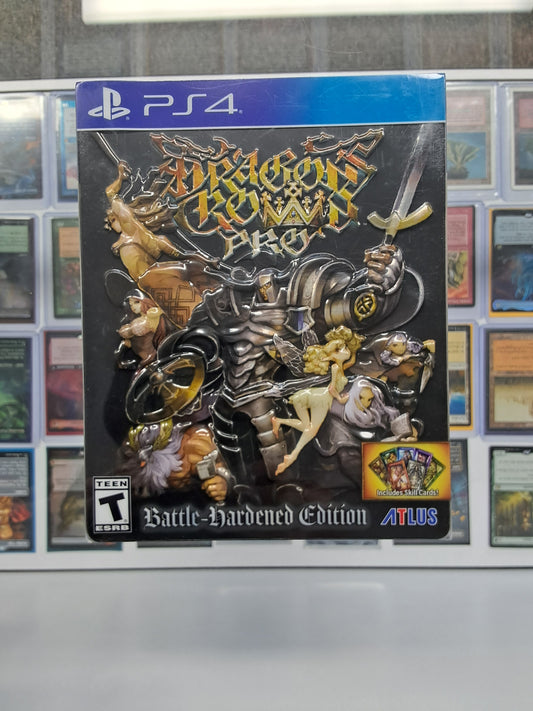 PS4
DRAGON'S
CROWN
PRO
Includes Skill Cards!
TEEN
T
ESRB
Battle-Hardened Edition
ATLUS